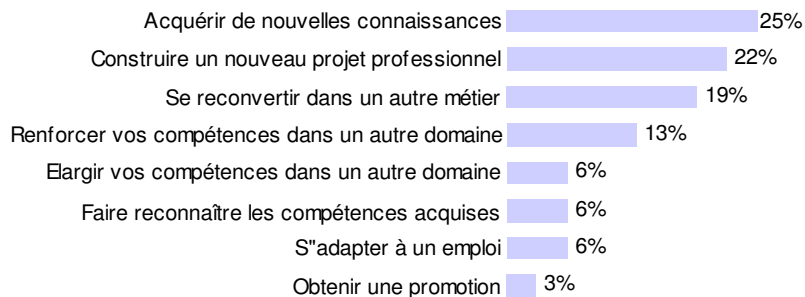 Acquérir de nouvelles connaissances 25%
Construire un nouveau projet professionnel 22%
Se reconvertir dans un autre métier 19%
Renforcer vos compétences dans un autre domaine 13%
Elargir vos compétences dans un autre domaine 6%
Faire reconnaître les compétences acquises 6%
S"adapter à un emploi 6%
Obtenir une promotion 3%